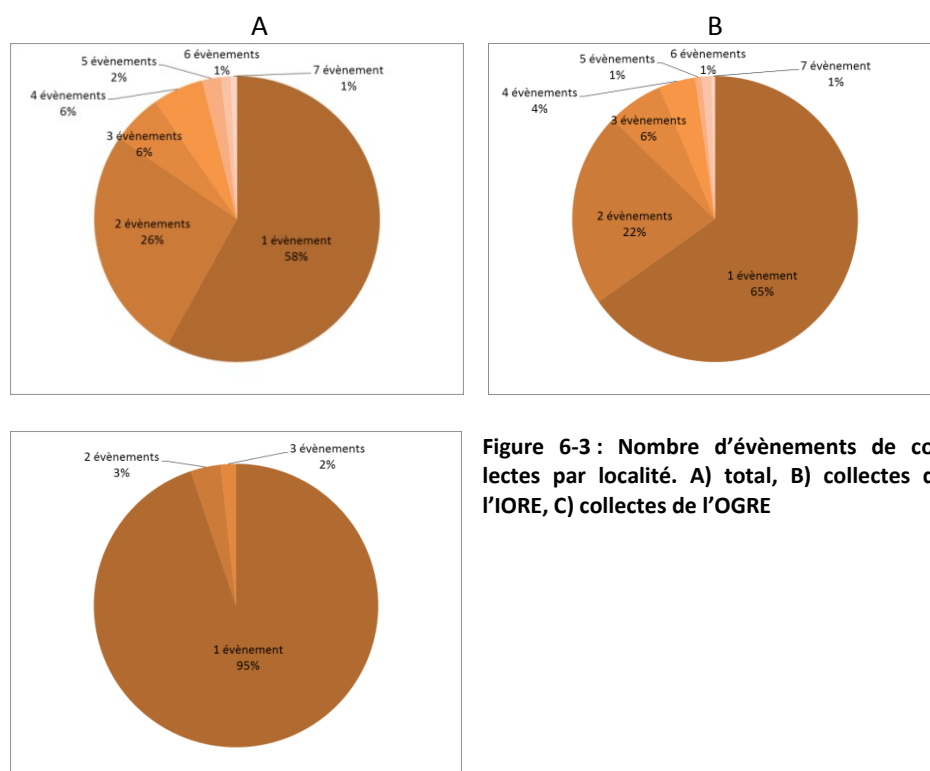 A
6 évènements
1%
5 évènements
2%
7 évènement
1%
4 évènements
6%
3 évènements
6%
2 évènements
26%
1 évènement
58%
B
6 évènements
1%
5 évènements
1%
7 évènement
1%
4 évènements
4%
3 évènements
6%
2 évènements
22%
1 évènement
65%
3 évènements
2%
2 évènements
3%
1 évènement
95%
Figure 6-3 : Nombre d’évènements de co
lectes par localité. A) total, B) collectes d
l’IORE, C) collectes de l’OGRE